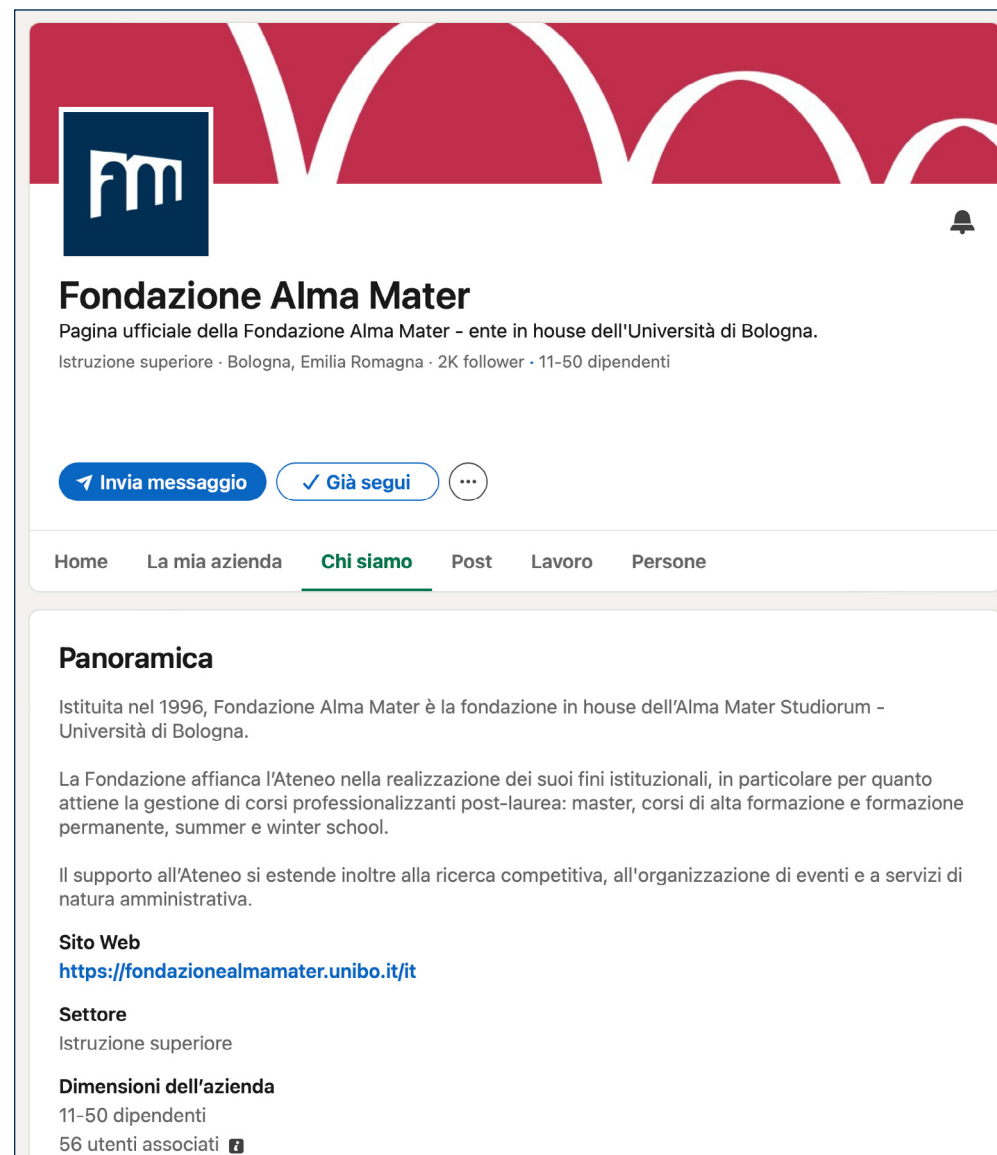 fm
Fondazione Alma Mater
Pagina ufficiale della Fondazione Alma Mater - ente in house dell'Università di Bologna.
Istruzione superiore · Bologna, Emilia Romagna · 2K follower · 11-50 dipendenti
Invia messaggio
Già segui
Home La mia azienda Chi siamo Post Lavoro Persone
Panoramica
Istituita nel 1996, Fondazione Alma Mater è la fondazione in house dell’Alma Mater Studiorum -
Università di Bologna.
La Fondazione affianca l’Ateneo nella realizzazione dei suoi fini istituzionali, in particolare per quanto
attiene la gestione di corsi professionalizzanti post-laurea: master, corsi di alta formazione e formazione
permanente, summer e winter school.
Il supporto all’Ateneo si estende inoltre alla ricerca competitiva, all'organizzazione di eventi e a servizi di
natura amministrativa.
Sito Web
https://fondazionealmamater.unibo.it/it
Settore
Istruzione superiore
Dimensioni dell’azienda
11-50 dipendenti
56 utenti associati